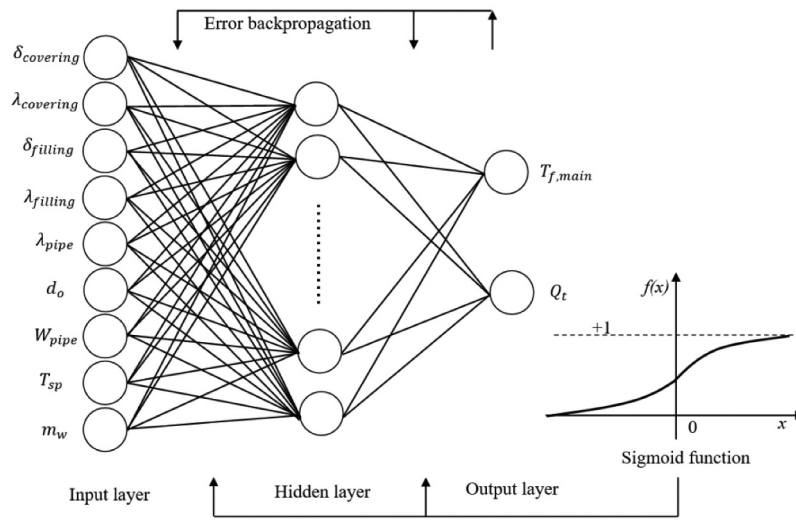 Error backpropagation
δ_covering
λ_covering
δ_filling
λ_filling
λ_pipe
d_o
W_pipe
T_sp
m_w
T_{f,main}
Q_t
f(x)
+1
0
x
Sigmoid function
Input layer
Hidden layer
Output layer